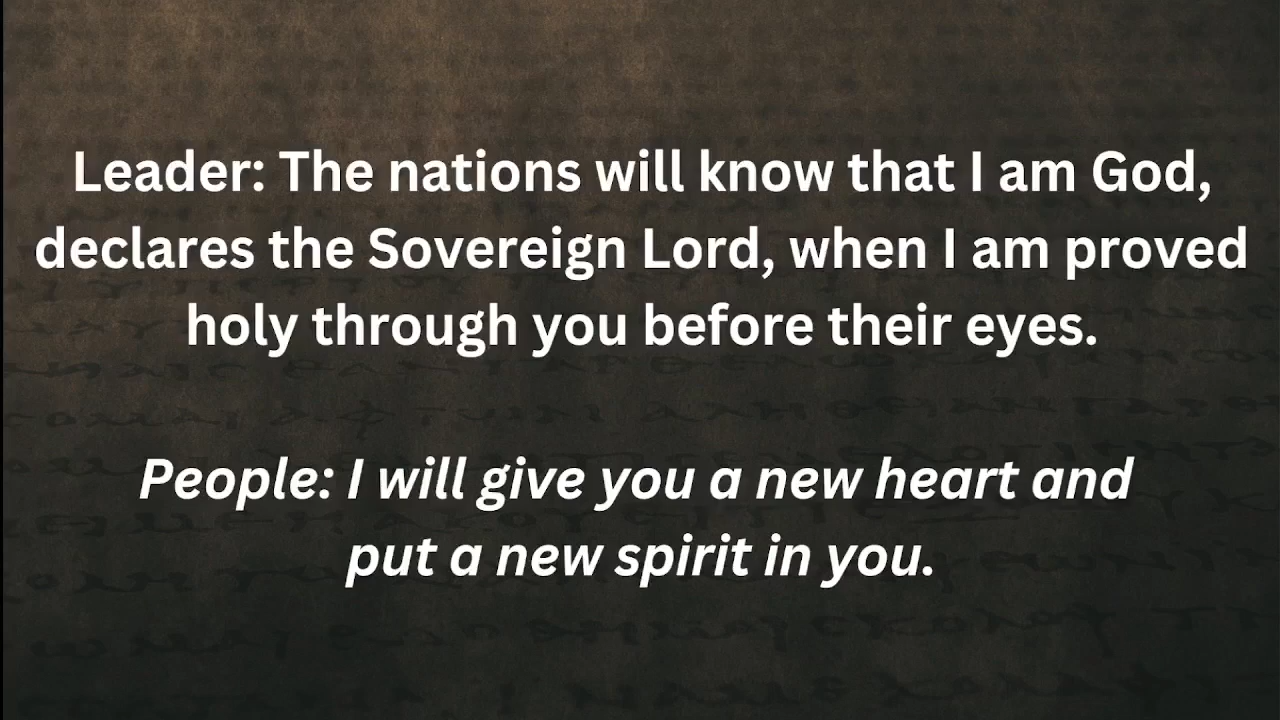 Leader: The nations will know that I am God,
declares the Sovereign Lord, when I am proved
holy through you before their eyes.
People: I will give you a new heart and
put a new spirit in you.